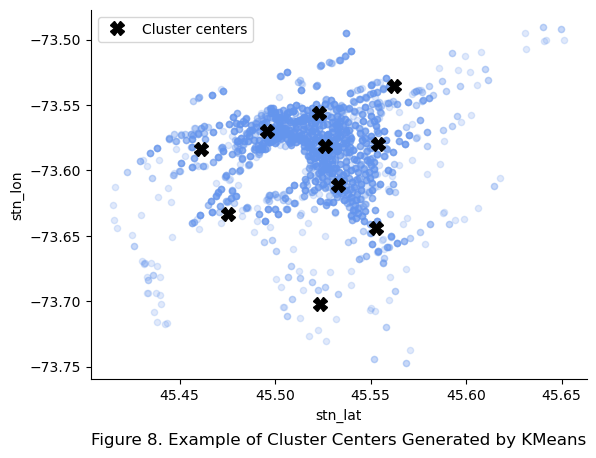 Cluster centers
−73.50
−73.55
−73.60
−73.65
−73.70
−73.75
stn_lon
45.45 45.50 45.55 45.60 45.65
stn_lat
Figure 8. Example of Cluster Centers Generated by KMeans